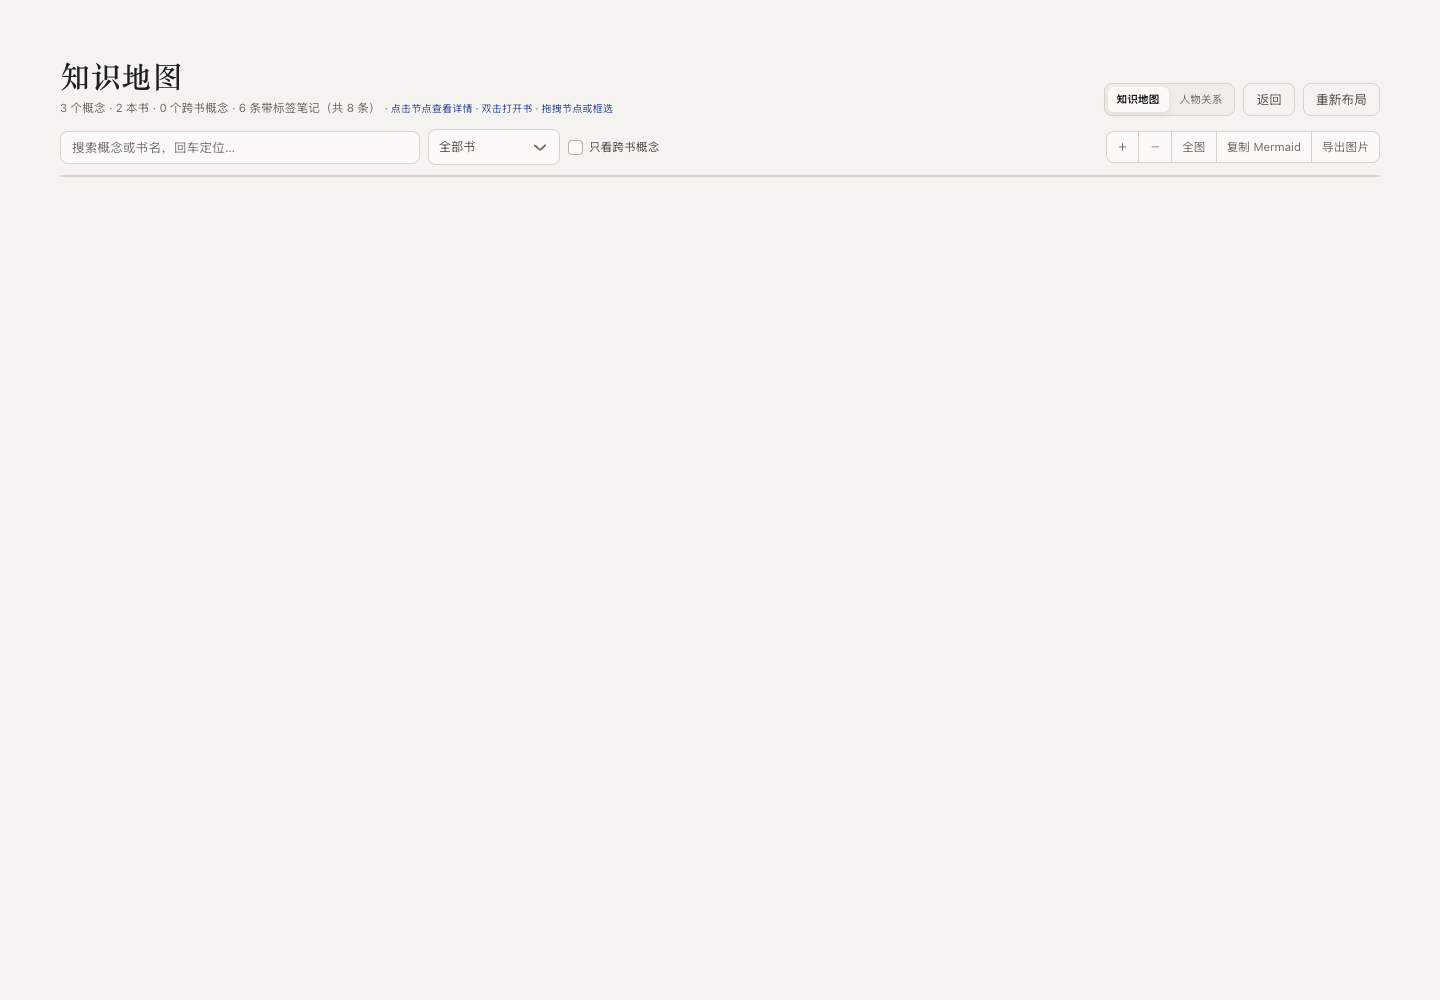 知识地图
3 个概念 · 2 本书 · 0 个跨书概念 · 6 条带标签笔记（共 8 条） · 点击节点查看详情 · 双击打开书 · 拖拽节点或框选
知识地图 人物关系 返回 重新布局
搜索概念或书名，回车定位... 全部书 只看跨书概念 + − 全图 复制 Mermaid 导出图片